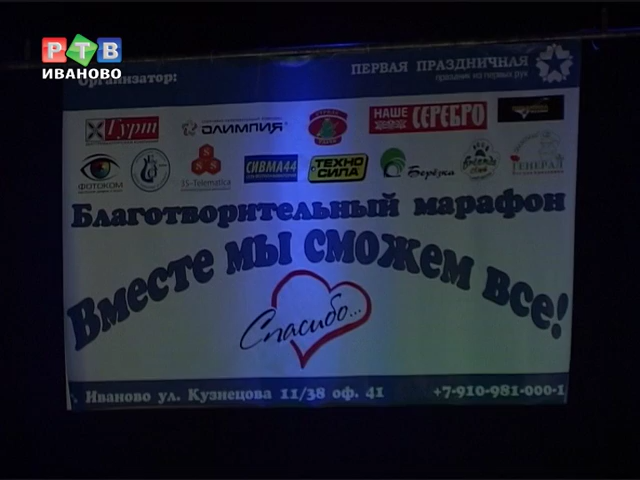 РТВ
ИВАНОВО
Организатор:
ПЕРВАЯ ПРАЗДНИЧНАЯ
праздник из первых рук
Гурт
ОЛИМПИЯ
НАШЕ СЕРЕБРО
ФОТОКОМ
3S-Telematica
СИВМА44
ТЕХНО СИЛА
Берёзка
ГЕНЕРАЛ
Благотворительный марафон
Вместе мы сможем все!
Спасибо...
г. Иваново ул. Кузнецова 11/38 оф. 41
+7-910-981-000-1